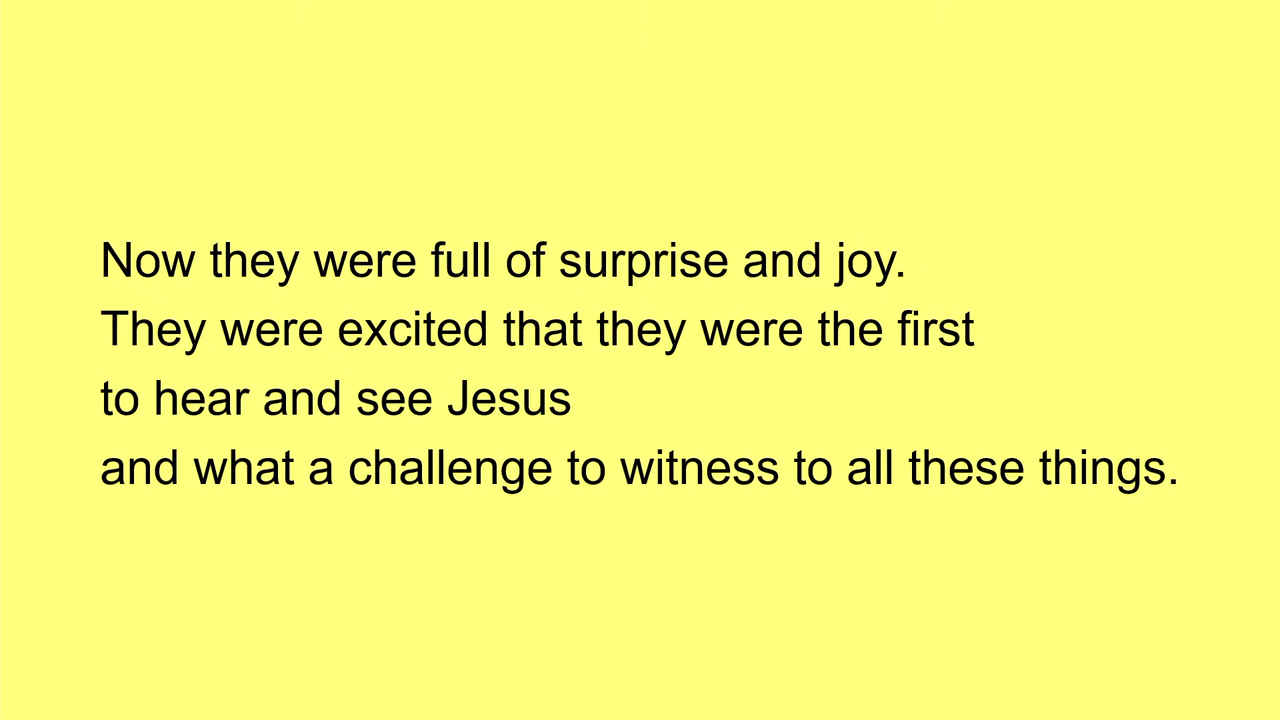 Now they were full of surprise and joy.
They were excited that they were the first
to hear and see Jesus
and what a challenge to witness to all these things.